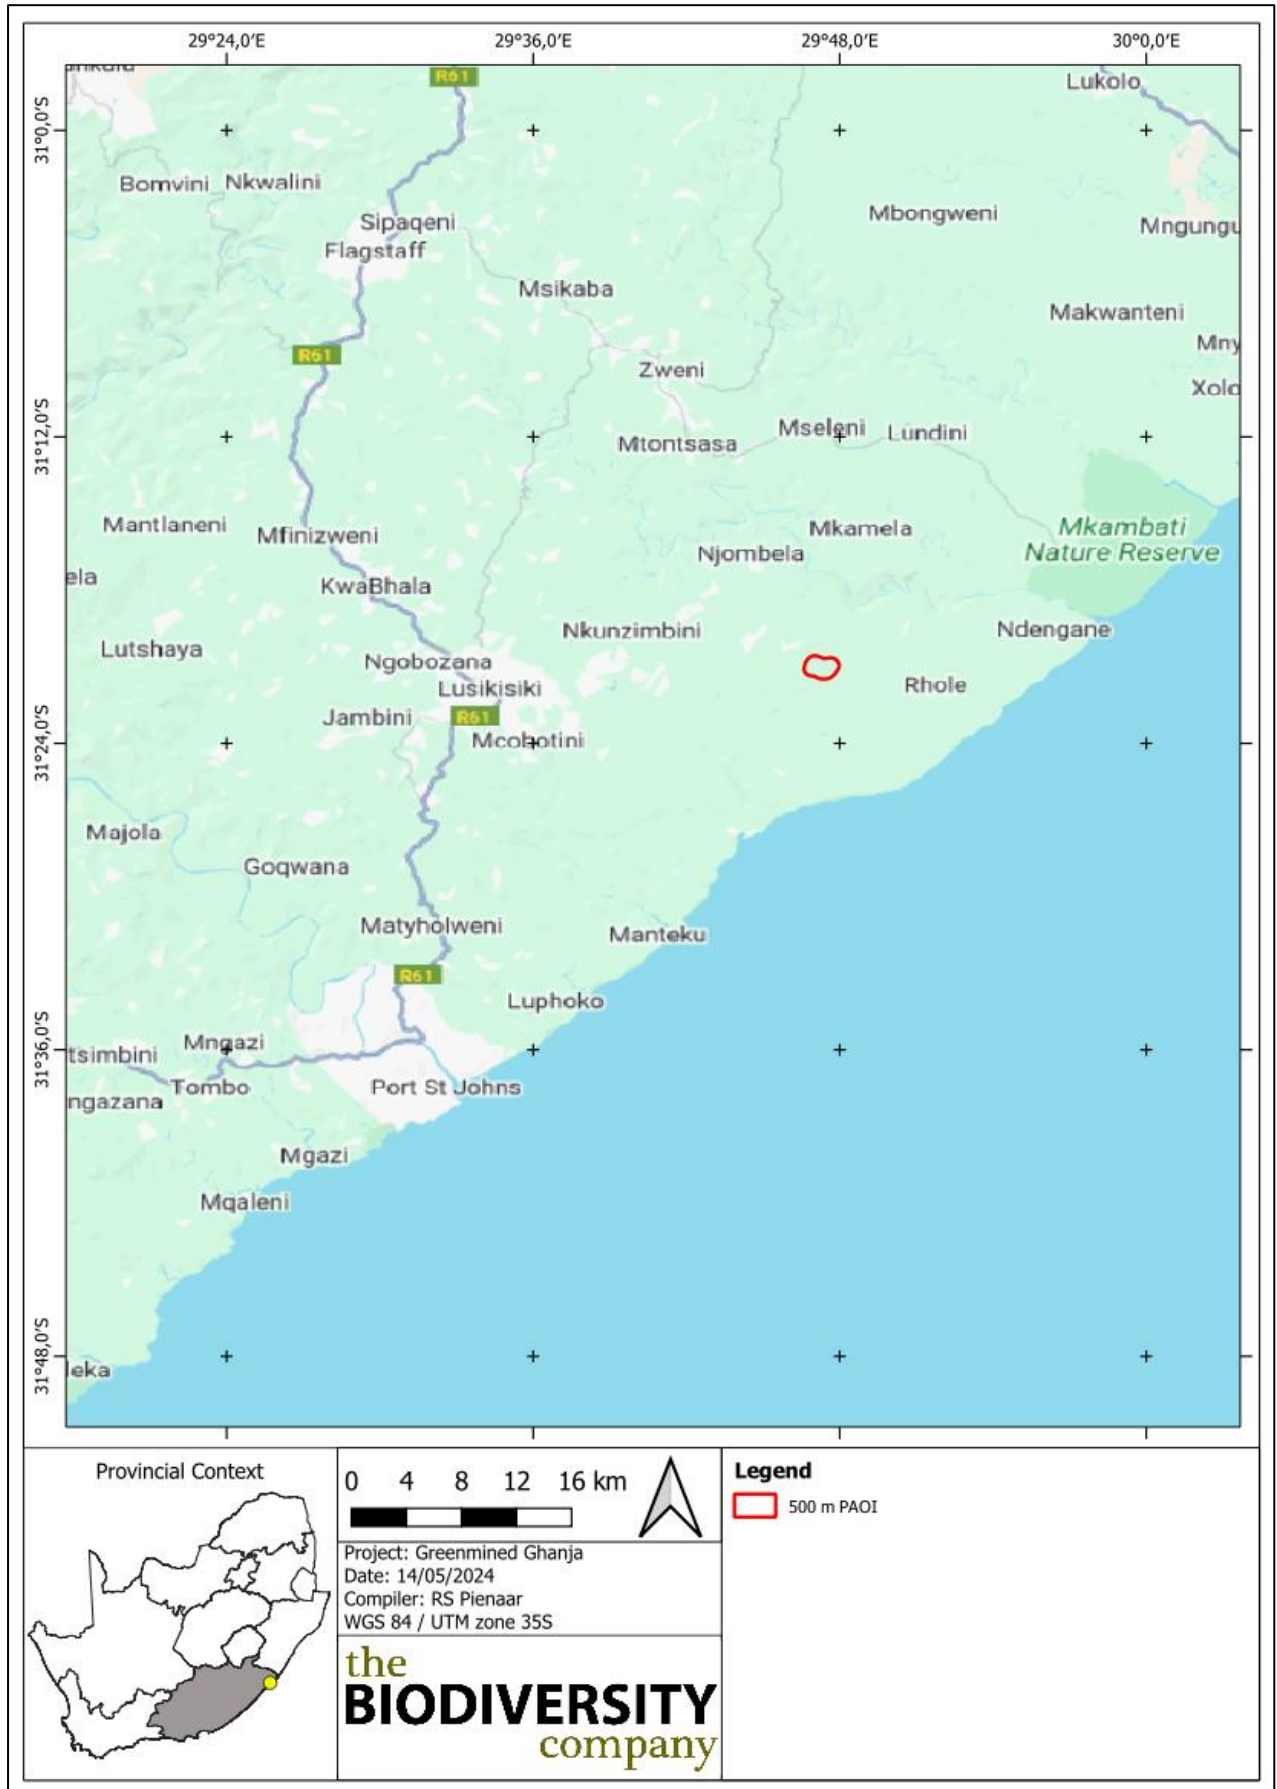 29°24,0'E 29°36,0'E 29°48,0'E 30°0,0'E
R61
Lukolo
31°0,0'S
Bomvini Nkwalini
Sipaqeni
Mbongweni
Flagstaff
Mngungu
Msikaba
Makwanteni
R61
Mny
Zweni
Xolo
31°12,0'S
Mseleni Lundini
Mtontsasa
Mantlaneni
Mfinizweni
Mkamela
Mkambati
Nature Reserve
Njombela
ela
KwaBhala
Nkunzimbini
Ndengane
Lutshaya
Ngobozana
Lusikisiki
Rhole
Jambini
R61
31°24,0'S
Mcobotini
Majola
Goqwana
Matyholweni
Manteku
R61
Luphoko
31°36,0'S
tsimbini
Mngazi
Tombo
Port St Johns
ngazana
Mgazi
Mqaleni
31°48,0'S
leka
Provincial Context
0 4 8 12 16 km
Project: Greenmined Ghanja
Date: 14/05/2024
Compiler: RS Pienaar
WGS 84 / UTM zone 35S
the
BIODIVERSITY
company
Legend
500 m PAOI